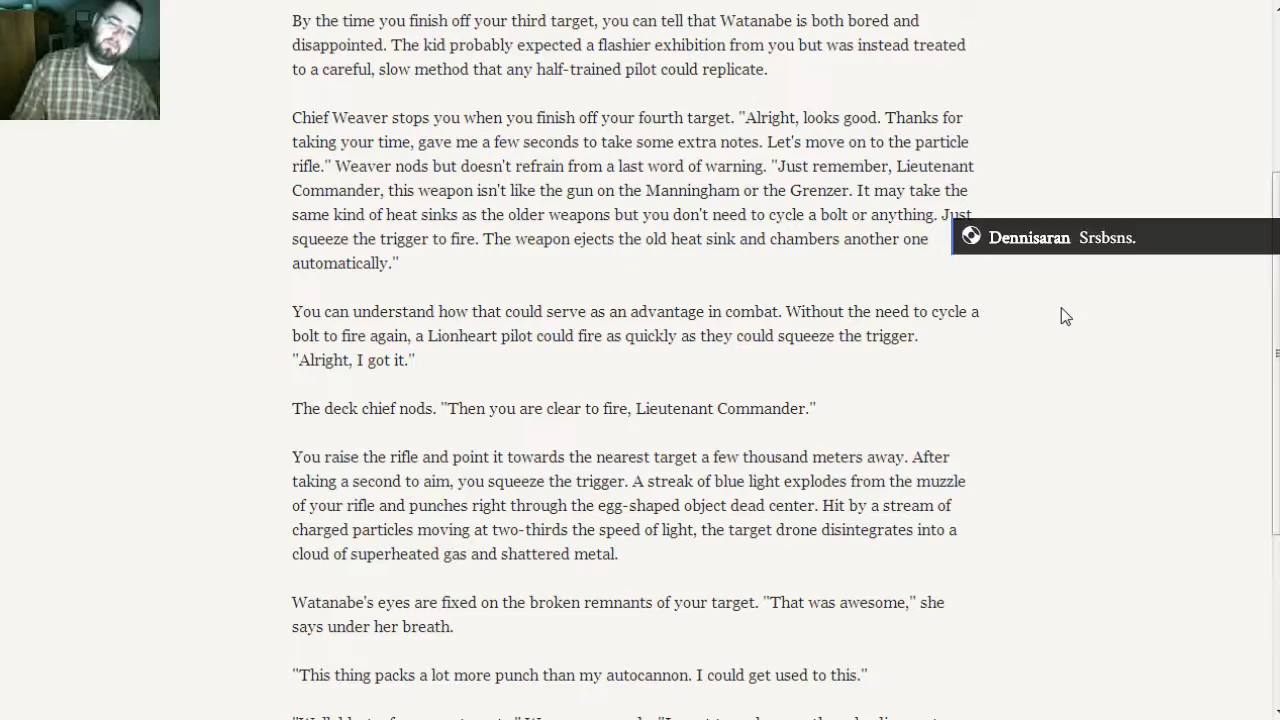 By the time you finish off your third target, you can tell that Watanabe is both bored and
disappointed. The kid probably expected a flashier exhibition from you but was instead treated
to a careful, slow method that any half-trained pilot could replicate.
Chief Weaver stops you when you finish off your fourth target. "Alright, looks good. Thanks for
taking your time, gave me a few seconds to take some extra notes. Let's move on to the particle
rifle." Weaver nods but doesn't refrain from a last word of warning. "Just remember, Lieutenant
Commander, this weapon isn't like the gun on the Manningham or the Grenzer. It may take the
same kind of heat sinks as the older weapons but you don't need to cycle a bolt or anything. Just
squeeze the trigger to fire. The weapon ejects the old heat sink and chambers another one
automatically."
Dennisaran Srsbsns.
You can understand how that could serve as an advantage in combat. Without the need to cycle a
bolt to fire again, a Lionheart pilot could fire as quickly as they could squeeze the trigger.
"Alright, I got it."
The deck chief nods. "Then you are clear to fire, Lieutenant Commander."
You raise the rifle and point it towards the nearest target a few thousand meters away. After
taking a second to aim, you squeeze the trigger. A streak of blue light explodes from the muzzle
of your rifle and punches right through the egg-shaped object dead center. Hit by a stream of
charged particles moving at two-thirds the speed of light, the target drone disintegrates into a
cloud of superheated gas and shattered metal.
Watanabe's eyes are fixed on the broken remnants of your target. "That was awesome," she
says under her breath.
"This thing packs a lot more punch than my autocannon. I could get used to this."